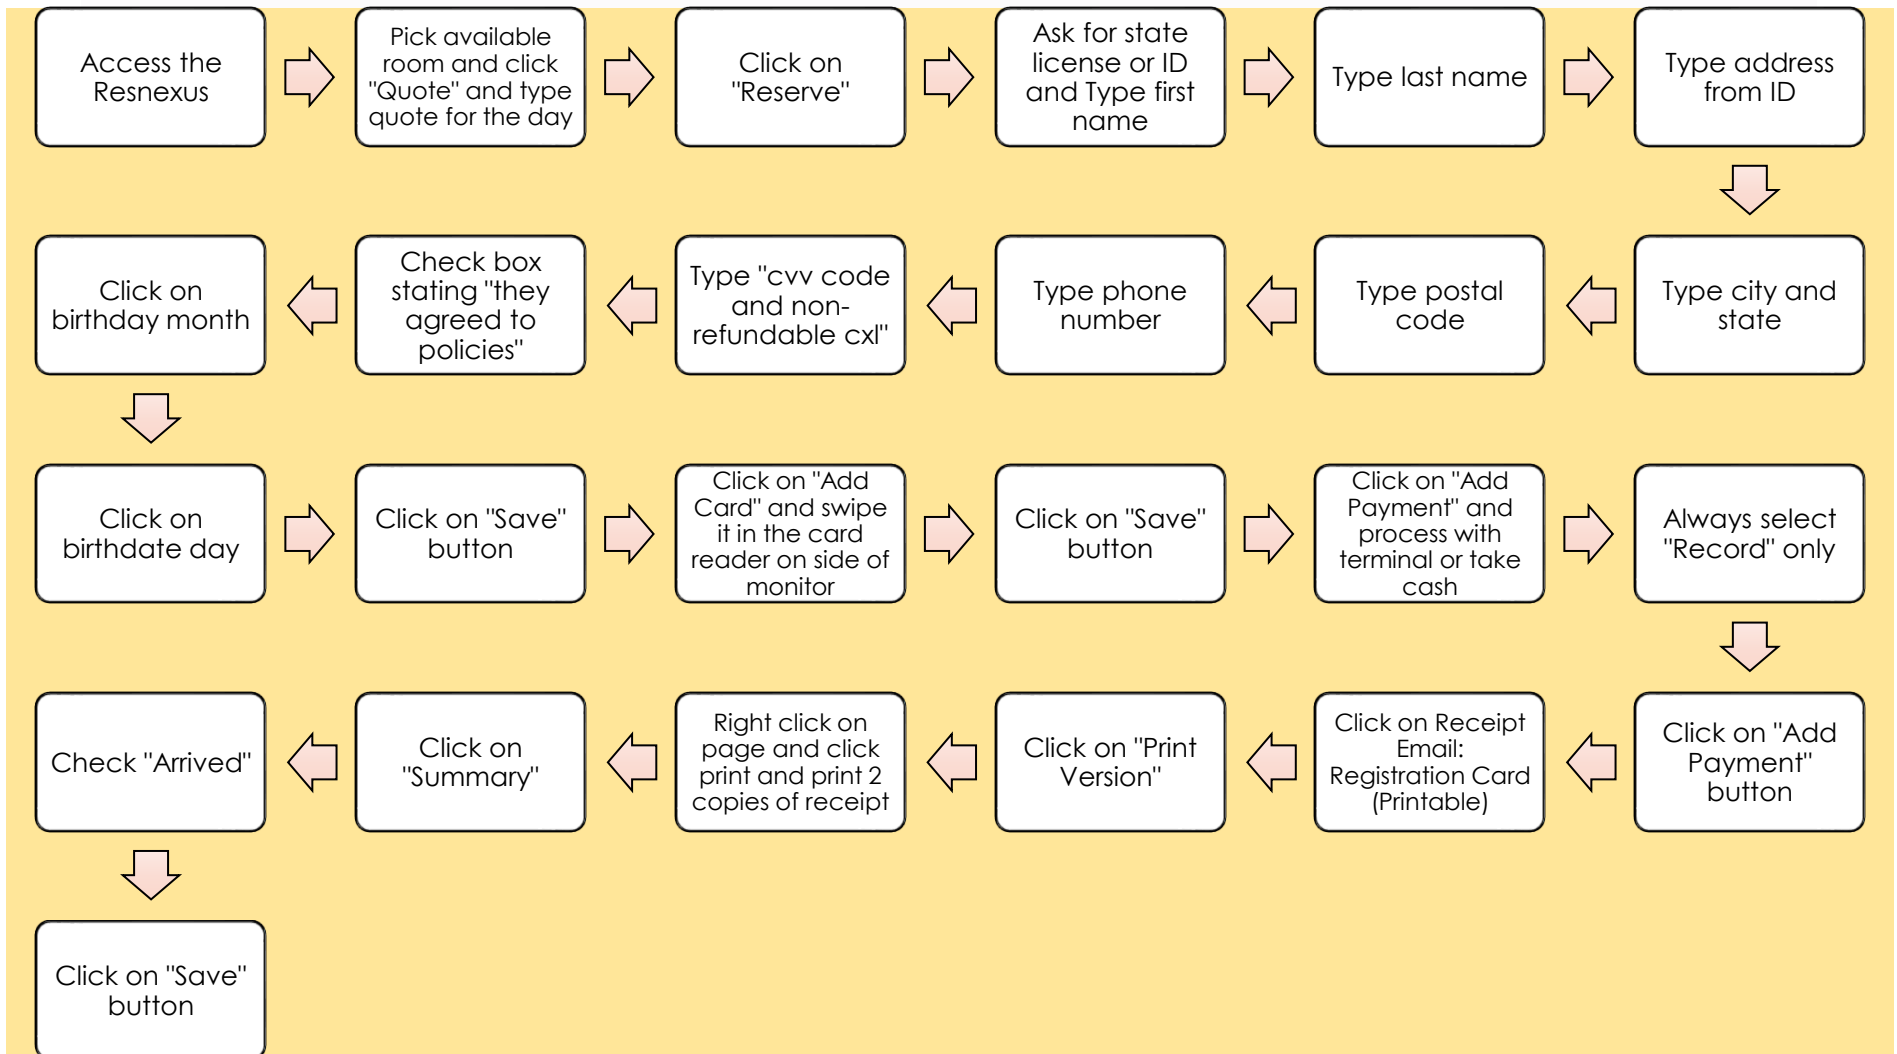 Access the
Resnexus
Pick available
room and click
"Quote" and type
quote for the day
Click on
"Reserve"
Ask for state
license or ID
and Type first
name
Type last name
Type address
from ID
Type city and
state
Type postal
code
Type phone
number
Type "cvv code
and non-
refundable cxl"
Check box
stating "they
agreed to
policies"
Click on
birthday month
Click on
birthdate day
Click on "Save"
button
Click on "Add
Card" and swipe
it in the card
reader on side of
monitor
Click on "Save"
button
Click on "Add
Payment" and
process with
terminal or take
cash
Always select
"Record" only
Click on "Add
Payment"
button
Click on Receipt
Email:
Registration Card
(Printable)
Click on "Print
Version"
Right click on
page and click
print and print 2
copies of receipt
Click on
"Summary"
Check "Arrived"
Click on "Save"
button